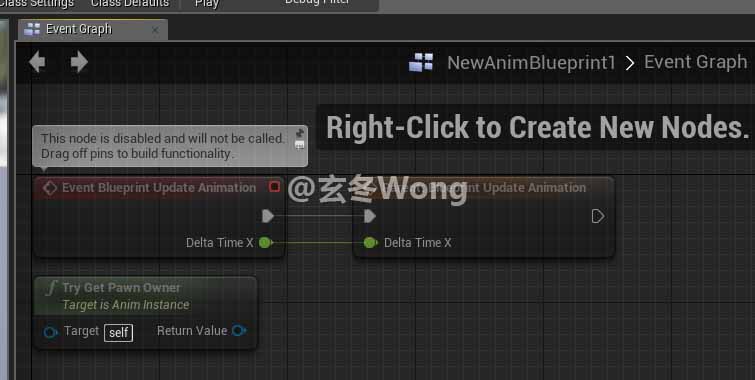 Class Settings Class Defaults Play Debug Filter
Event Graph
NewAnimBlueprint1 > Event Graph
Right-Click to Create New Nodes.
This node is disabled and will not be called.
Drag off pins to build functionality.
Event Blueprint Update Animation
Blueprint Update Animation
@玄冬Wong
Delta Time X
Delta Time X
f Try Get Pawn Owner
Target is Anim Instance
Target self Return Value